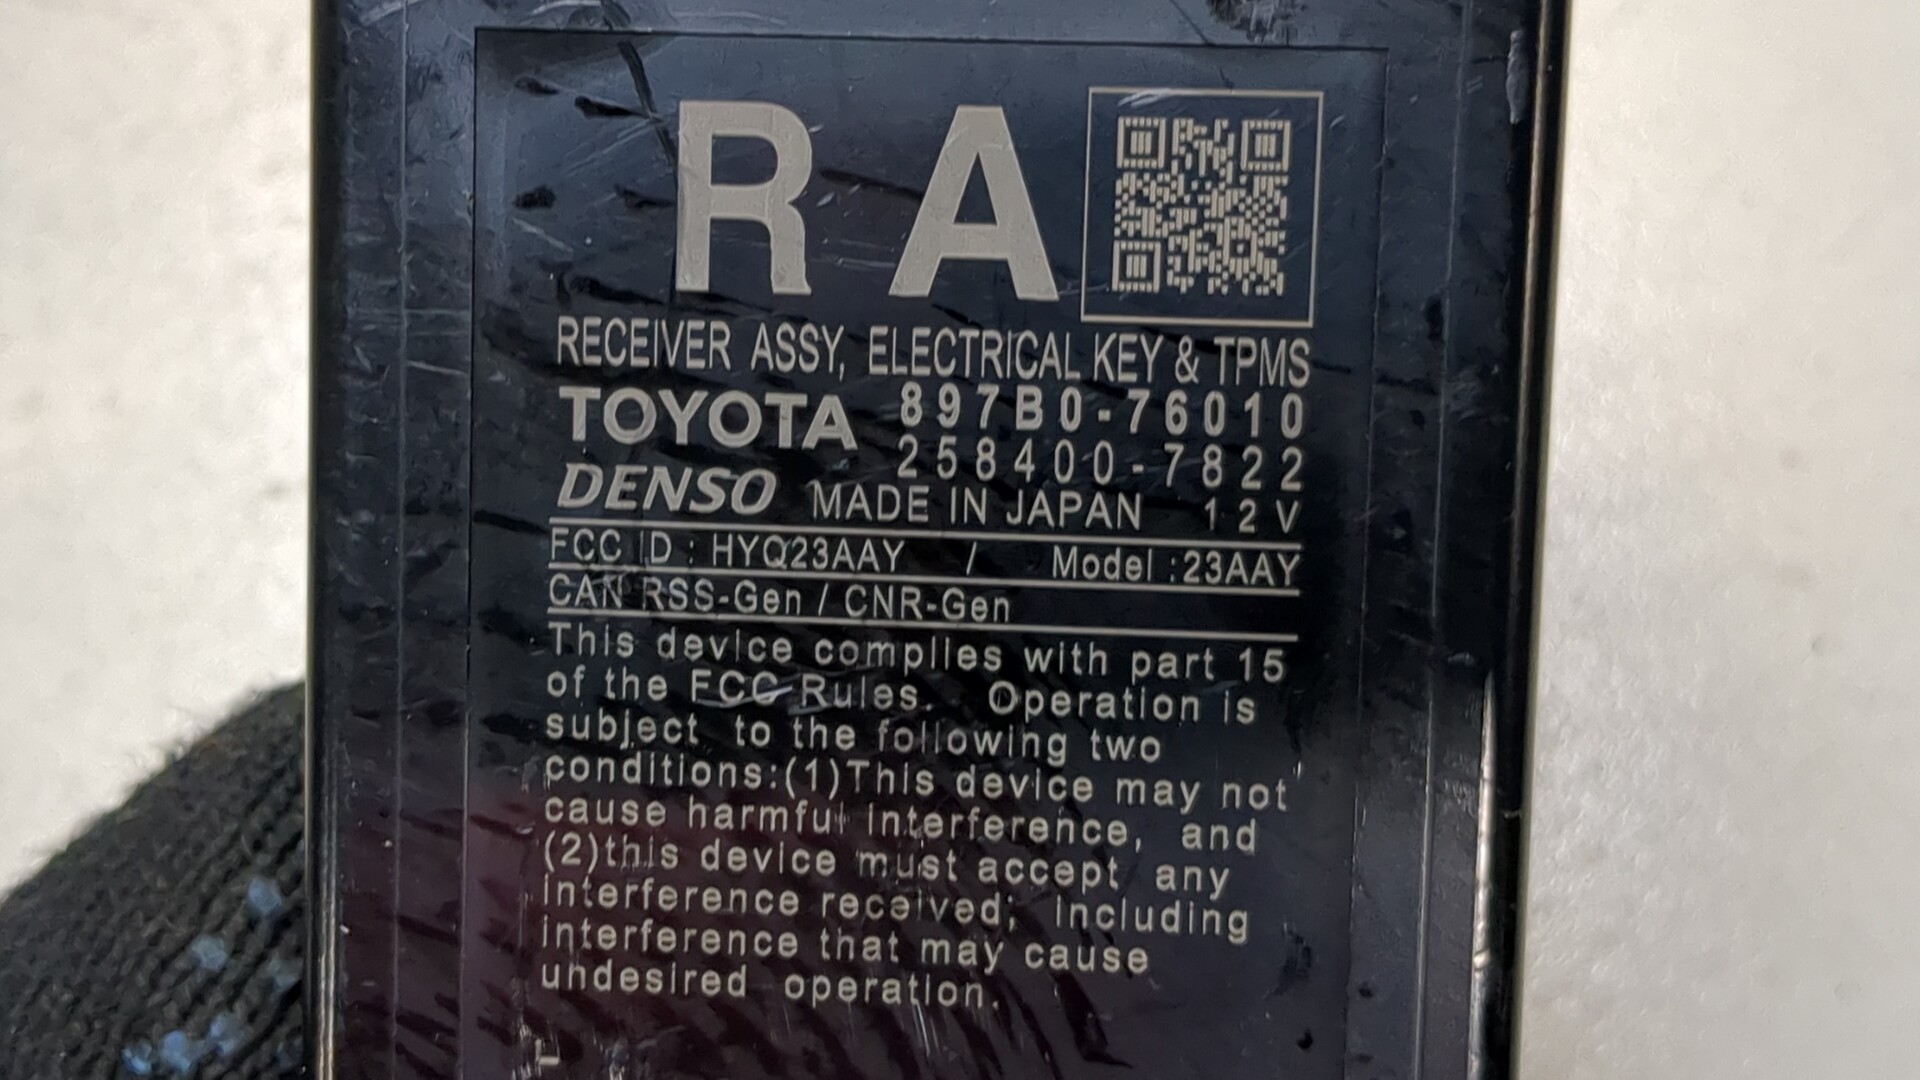 RA
RECEIVER ASSY, ELECTRICAL KEY & TPMS
TOYOTA 897B0-76010
258400-7822
DENSO MADE IN JAPAN 12V
FCC ID : HYQ23AAY / Model :23AAY
CAN RSS-Gen / CNR-Gen
This device complies with part 15
of the FCC Rules. Operation is
subject to the following two
conditions:(1)This device may not
cause harmful interference, and
(2)this device must accept any
interference received, including
interference that may cause
undesired operation.